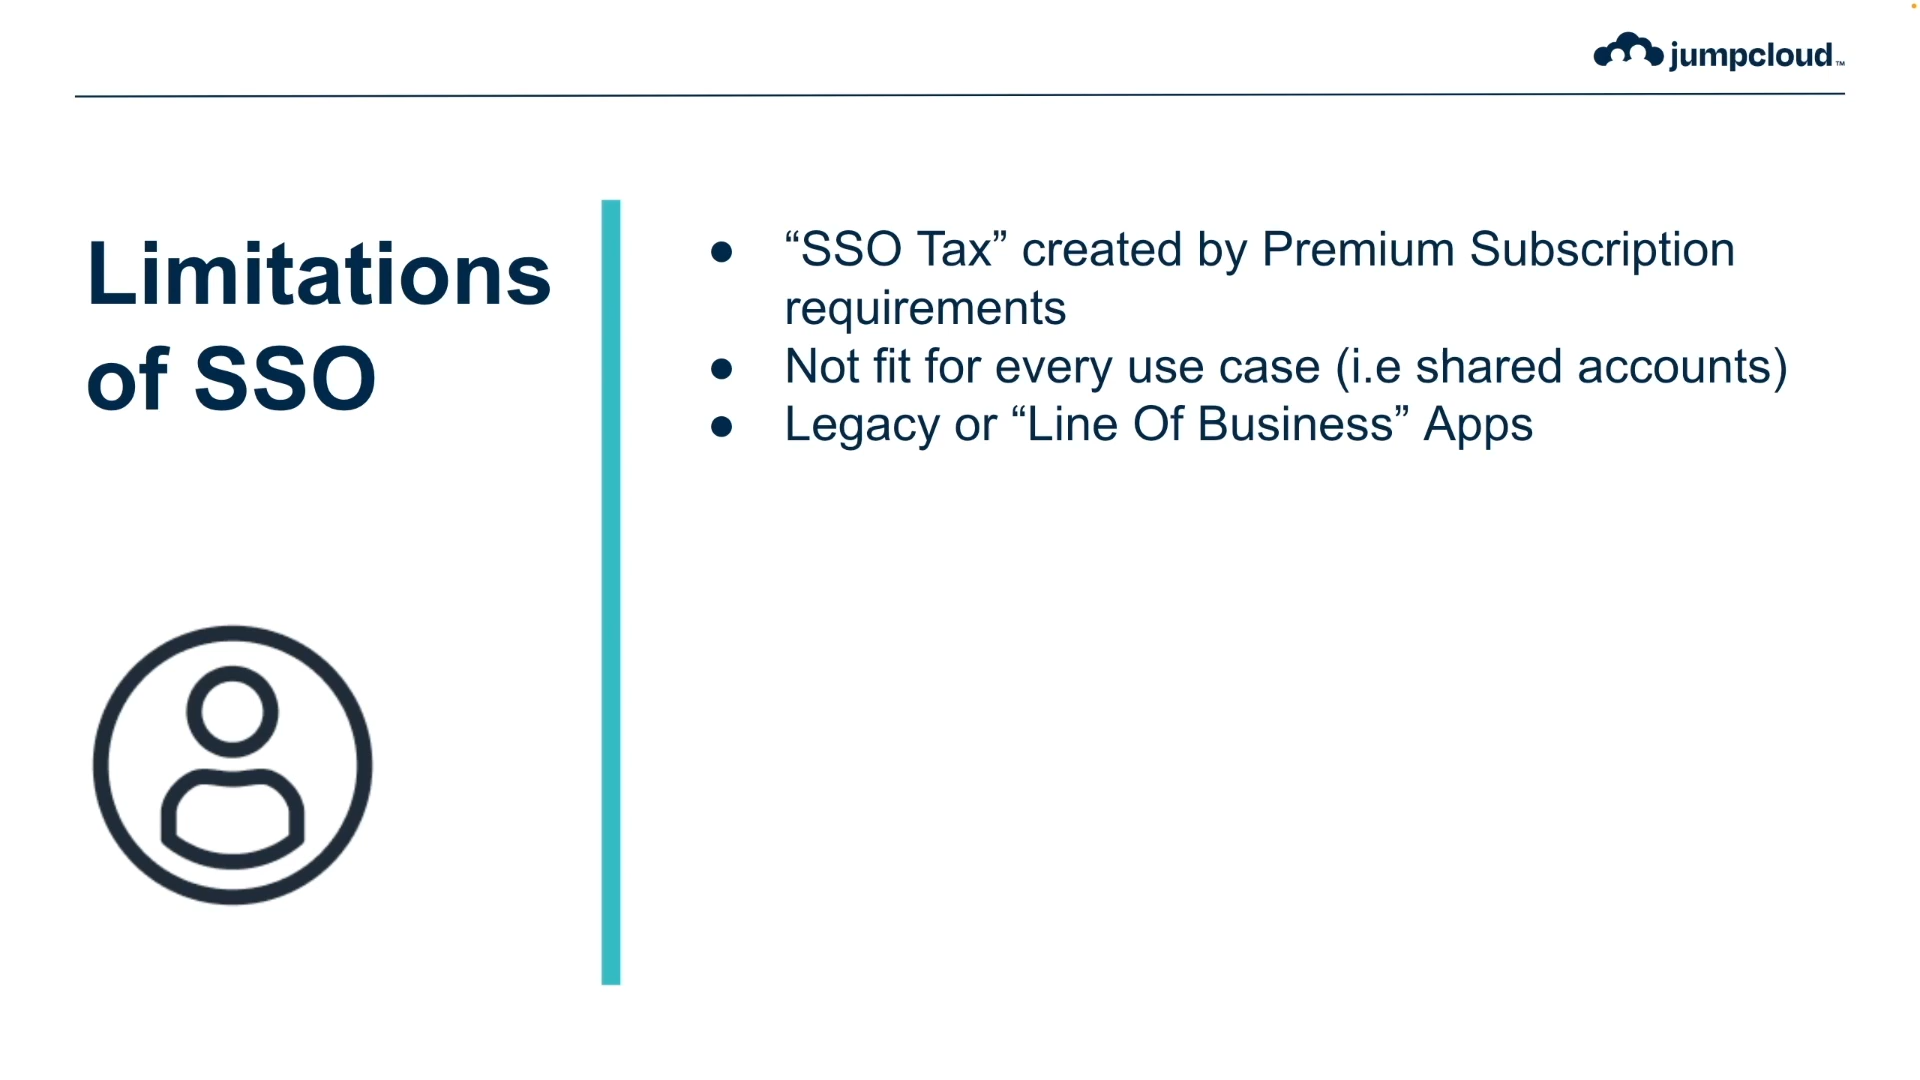 jumpcloud™
Limitations
of SSO
● “SSO Tax” created by Premium Subscription
requirements
● Not fit for every use case (i.e shared accounts)
● Legacy or “Line Of Business” Apps